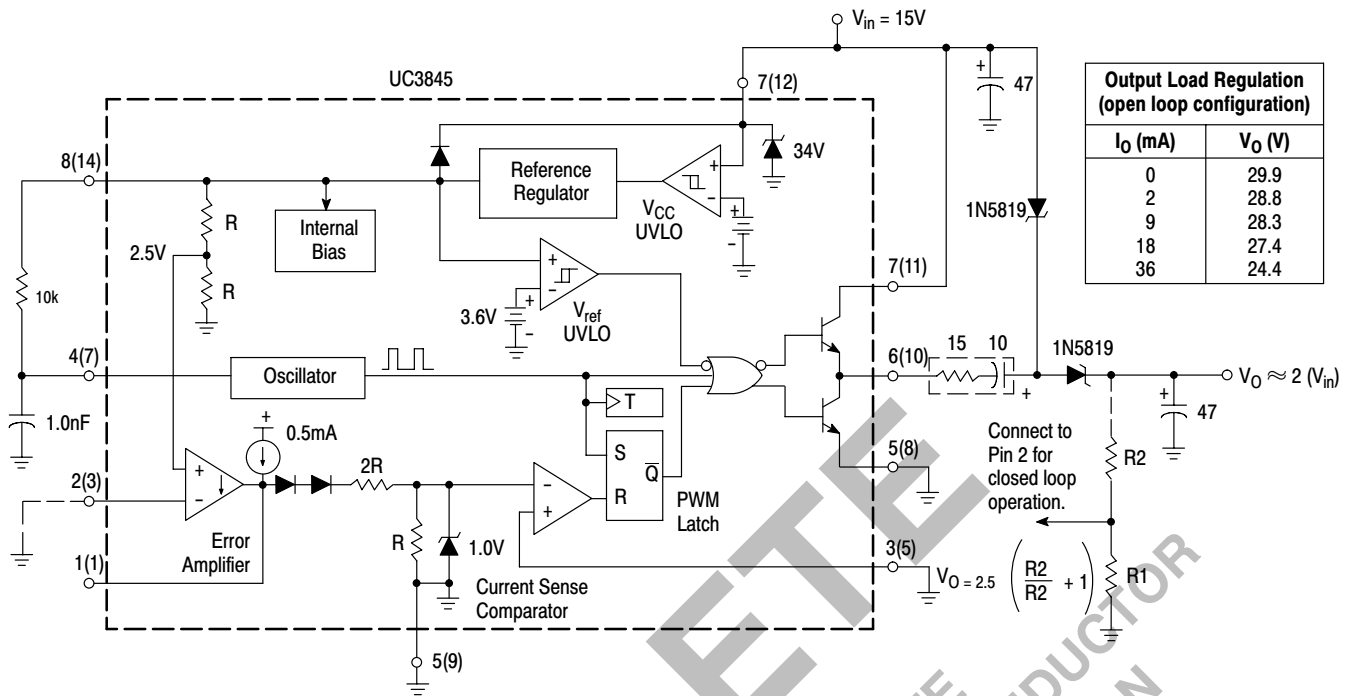 V_in = 15V
UC3845
7(12)
+
47
Output Load Regulation
(open loop configuration)
I_O (mA)
V_O (V)
0
29.9
2
28.8
9
28.3
18
27.4
36
24.4
8(14)
34V
Reference
Regulator
+
−
V_CC
UVLO
+
−
1N5819
R
Internal
Bias
2.5V
R
10k
+
−
V_ref
UVLO
3.6V
+
−
7(11)
4(7)
Oscillator
6(10)
15
10
+
1N5819
V_O ≈ 2 (V_in)
+
47
T
1.0nF
+
0.5mA
Connect to
Pin 2 for
closed loop
operation.
R2
2(3)
+
−
2R
S
Q̅
R
PWM
Latch
5(8)
−
+
Error
Amplifier
R
1.0V
1(1)
Current Sense
Comparator
3(5)
V_O = 2.5 (R2/R2 + 1)
R1
5(9)
ETE
NDUCTOR